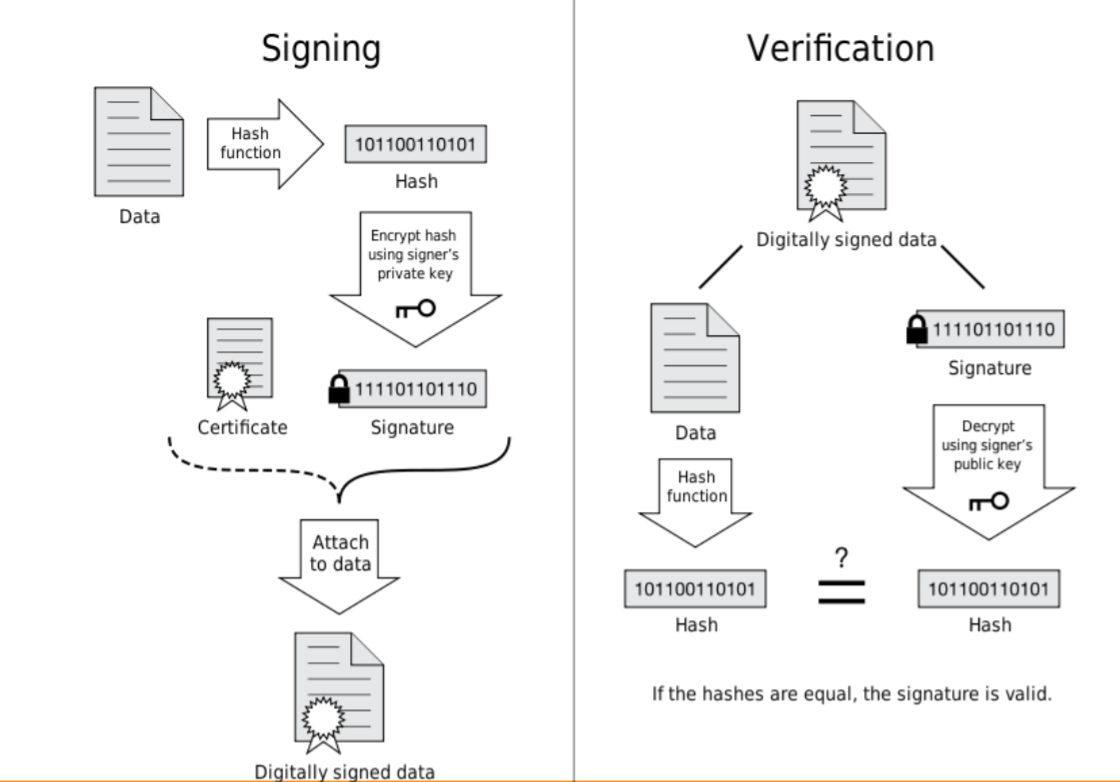 Signing
Hash
function
101100110101
Hash
Data
Encrypt hash
using signer's
private key
111101101110
Certificate
Signature
Attach
to data
Digitally signed data
Verification
Digitally signed data
111101101110
Signature
Data
Decrypt
using signer's
public key
Hash
function
?
101100110101
101100110101
Hash
Hash
If the hashes are equal, the signature is valid.